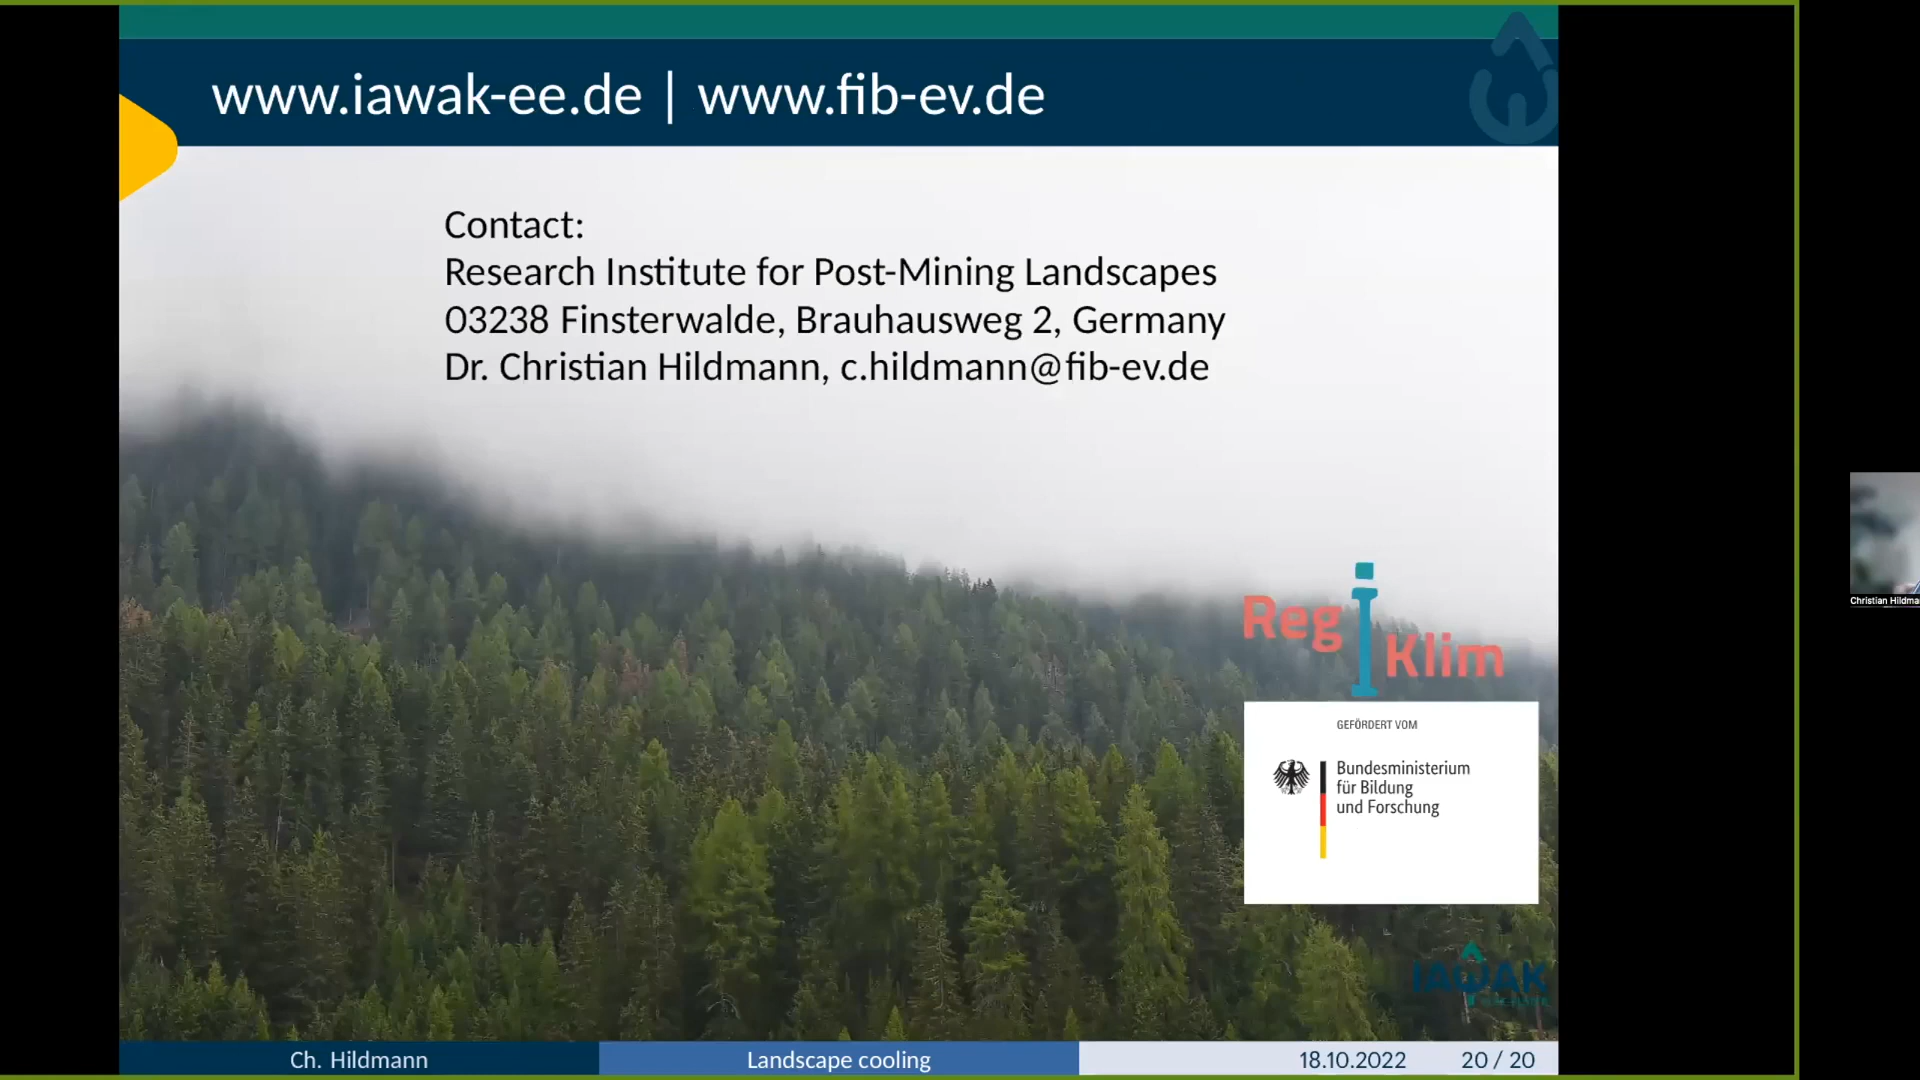 www.iawak-ee.de | www.fib-ev.de
Contact:
Research Institute for Post-Mining Landscapes
03238 Finsterwalde, Brauhausweg 2, Germany
Dr. Christian Hildmann, c.hildmann@fib-ev.de
Reg i Klim
GEFÖRDERT VOM
Bundesministerium
für Bildung
und Forschung
IAWAK
Christian Hildma
Ch. Hildmann
Landscape cooling
18.10.2022
20 / 20